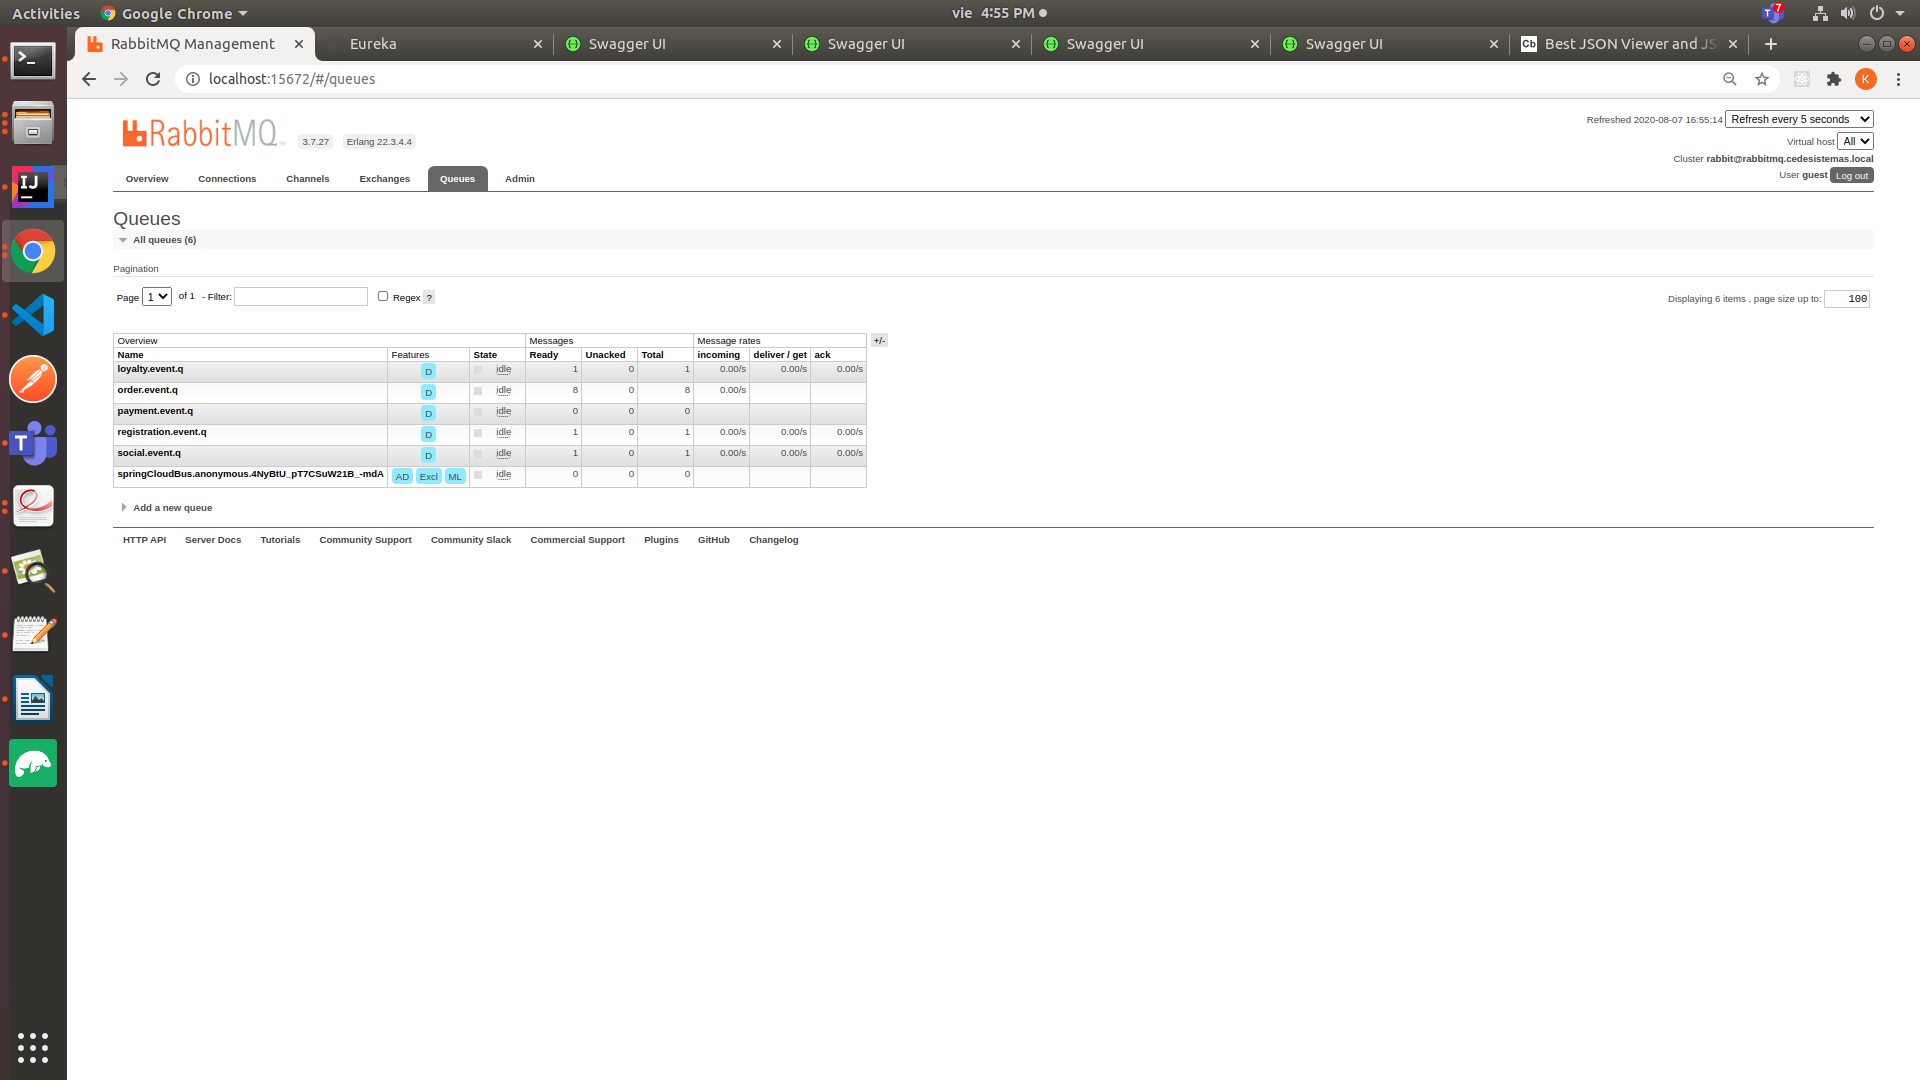 Activities Google Chrome vie 4:55 PM 7
RabbitMQ Management Eureka Swagger UI Swagger UI Swagger UI Swagger UI Cb Best JSON Viewer and JS
localhost:15672/#/queues K
RabbitMQ 3.7.27 Erlang 22.3.4.4
Refreshed 2020-08-07 16:55:14 Refresh every 5 seconds
Virtual host All
Cluster rabbit@rabbitmq.cedesistemas.local
User guest Log out
Overview Connections Channels Exchanges Queues Admin
Queues
All queues (6)
Pagination
Page 1 of 1 - Filter: Regex ? Displaying 6 items , page size up to: 100
Overview Messages Message rates +/-
Name Features State Ready Unacked Total incoming deliver / get ack
loyalty.event.q D idle 1 0 1 0.00/s 0.00/s 0.00/s
order.event.q D idle 8 0 8 0.00/s
payment.event.q D idle 0 0 0
registration.event.q D idle 1 0 1 0.00/s 0.00/s 0.00/s
social.event.q D idle 1 0 1 0.00/s 0.00/s 0.00/s
springCloudBus.anonymous.4NyBtU_pT7CSuW21B_-mdA AD Excl ML idle 0 0 0
Add a new queue
HTTP API Server Docs Tutorials Community Support Community Slack Commercial Support Plugins GitHub Changelog